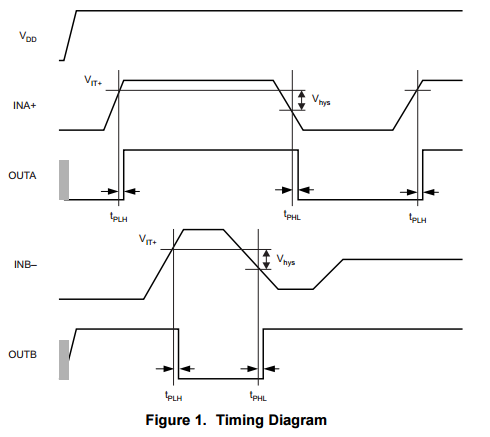 VDD
VIT+
INA+
Vhys
OUTA
tPLH
tPHL
tPLH
VIT+
INB–
Vhys
OUTB
tPLH
tPHL
Figure 1. Timing Diagram